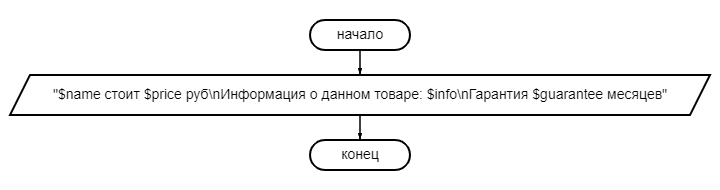 начало
"$name стоит $price руб\nИнформация о данном товаре: $info\nГарантия $guarantee месяцев"
конец